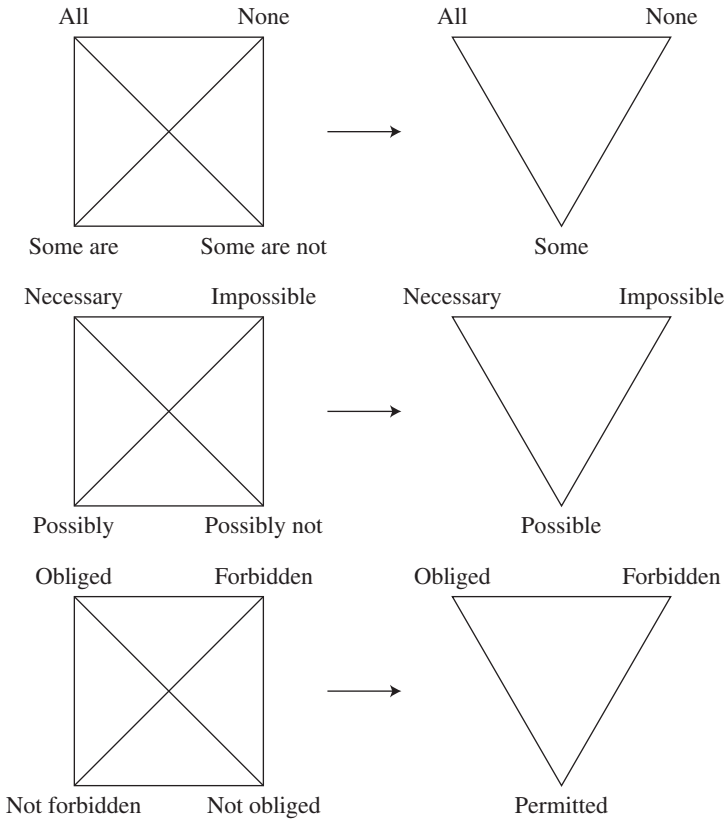 All None All None
Some are Some are not Some
Necessary Impossible Necessary Impossible
Possibly Possibly not Possible
Obliged Forbidden Obliged Forbidden
Not forbidden Not obliged Permitted